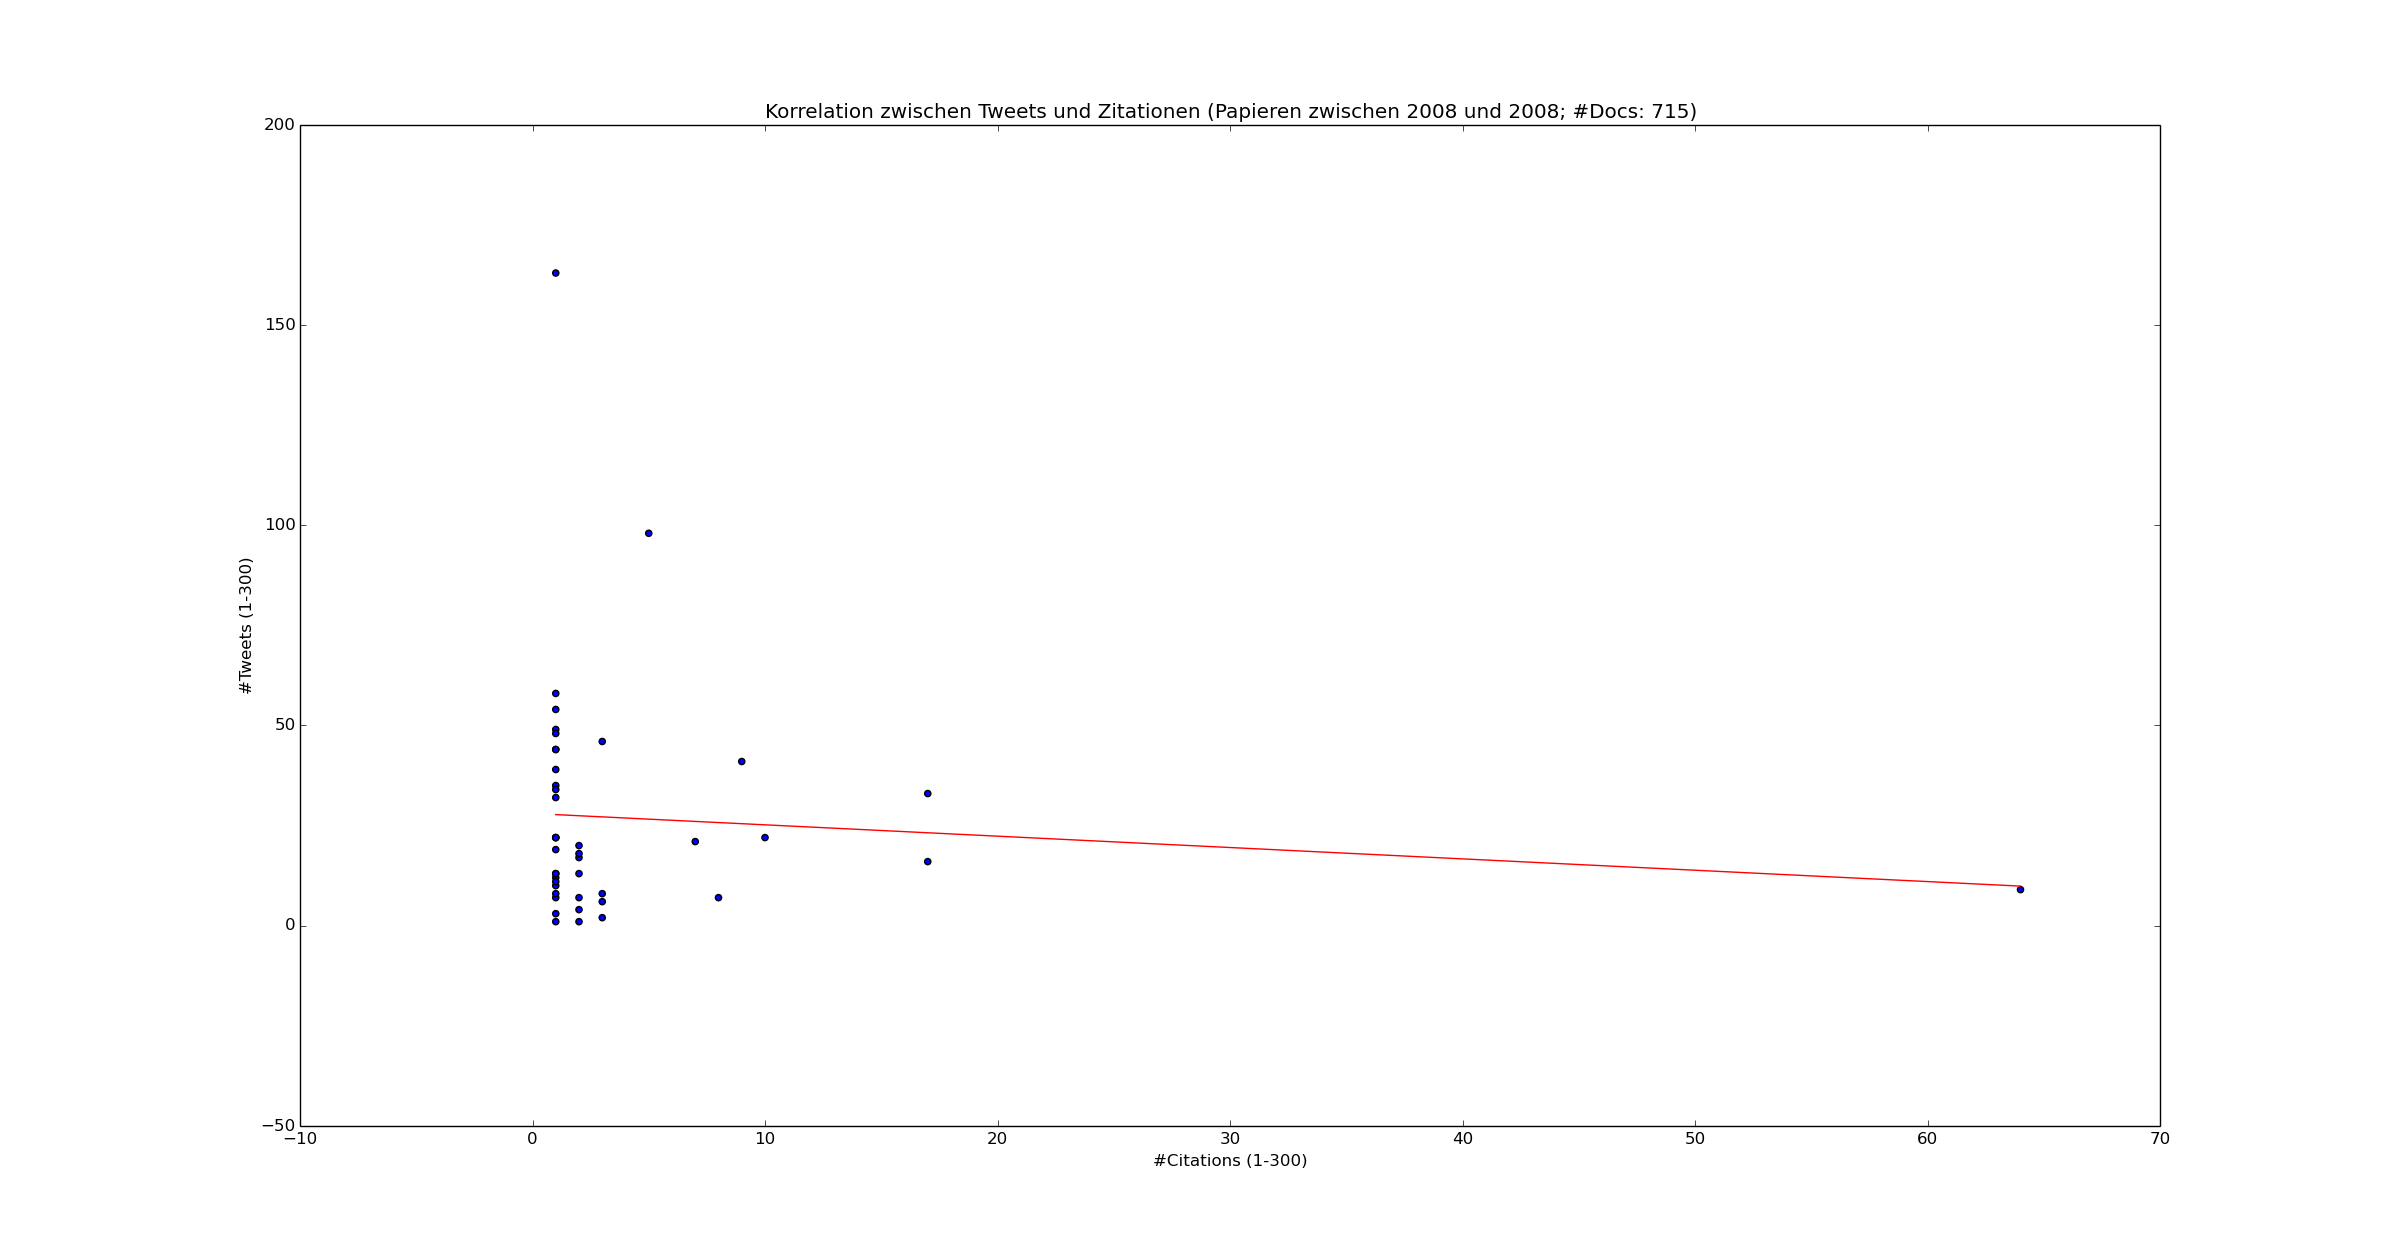 Korrelation zwischen Tweets und Zitationen (Papieren zwischen 2008 und 2008; #Docs: 715)
200
150
100
50
0
−50
#Tweets (1-300)
−10 0 10 20 30 40 50 60 70
#Citations (1-300)